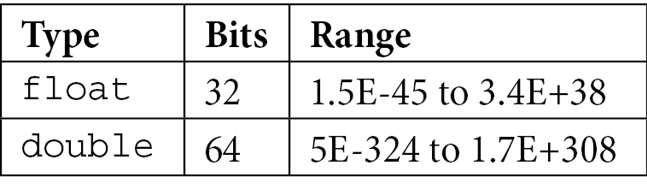 Type Bits Range
float 32 1.5E-45 to 3.4E+38
double 64 5E-324 to 1.7E+308